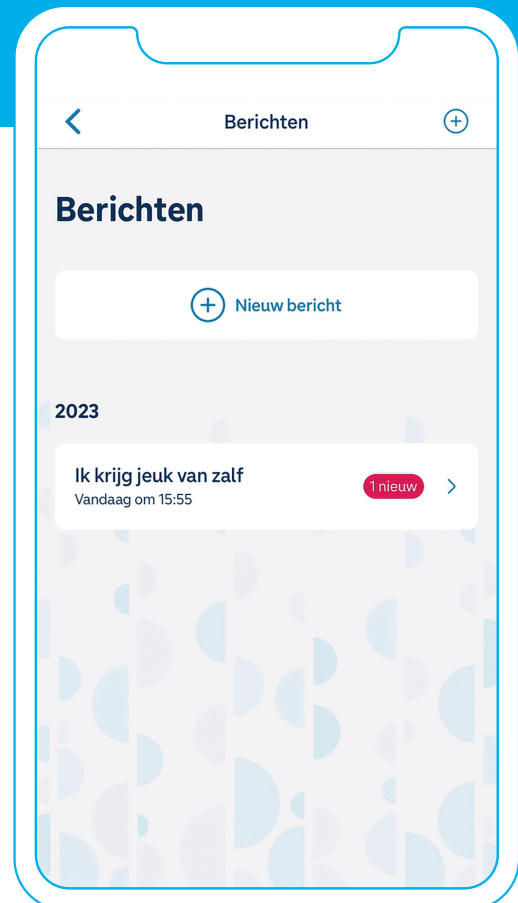 Berichten
Berichten
Nieuw bericht
2023
Ik krijg jeuk van zalf
Vandaag om 15:55
1 nieuw